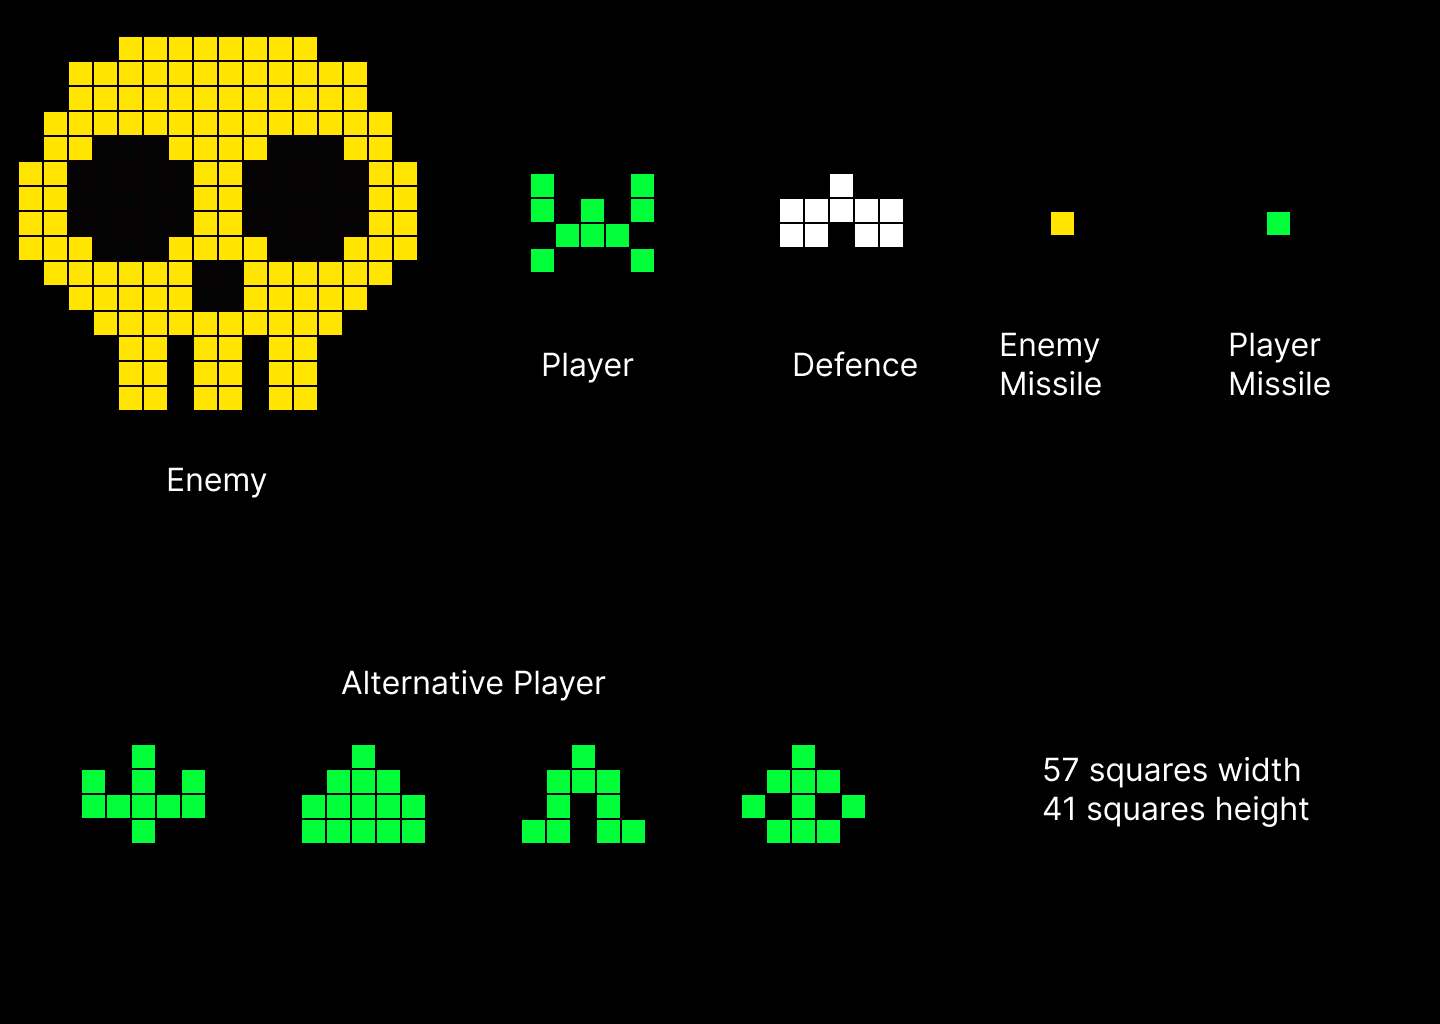 Player
Defence
Enemy
Missile
Player
Missile
Enemy
Alternative Player
57 squares width
41 squares height